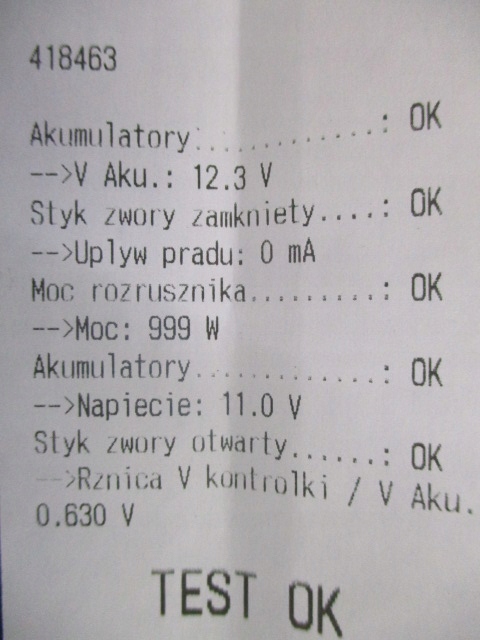 418463
Akumulatory..............: OK
-->V Aku.: 12.3 V
Styk zwory zamkniety....: OK
-->Uplyw pradu: 0 mA
Moc rozrusznika.........: OK
-->Moc: 999 W
Akumulatory.............: OK
-->Napiecie: 11.0 V
Styk zwory otwarty......: OK
-->Rznica V kontrolki / V Aku.
0.630 V
TEST OK